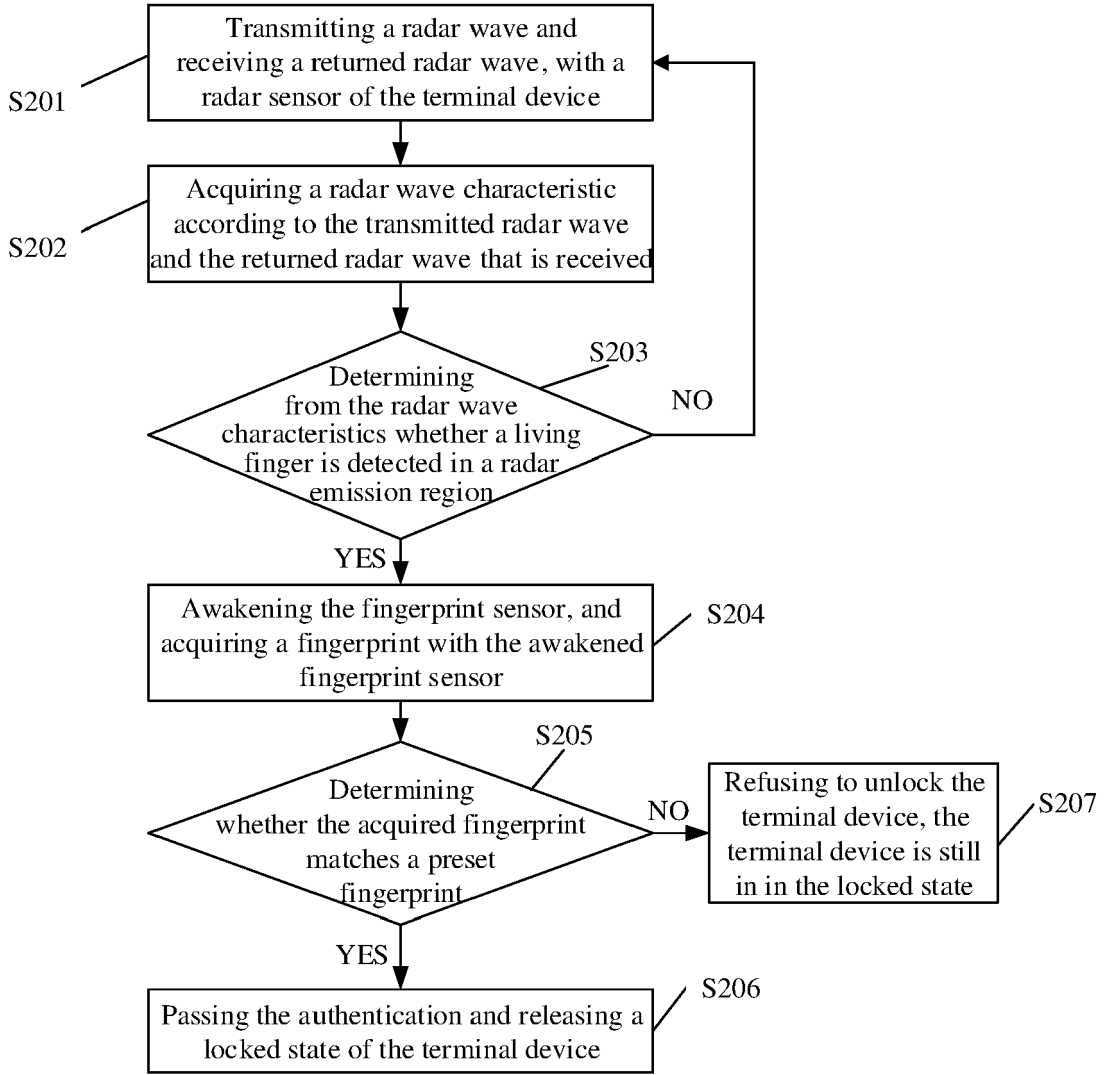 Transmitting a radar wave and
receiving a returned radar wave, with a
radar sensor of the terminal device
S201
Acquiring a radar wave characteristic
according to the transmitted radar wave
and the returned radar wave that is received
S202
S203
Determining
from the radar wave
characteristics whether a living
finger is detected in a radar
emission region
NO
YES
Awakening the fingerprint sensor, and
acquiring a fingerprint with the awakened
fingerprint sensor
S204
S205
Determining
whether the acquired fingerprint
matches a preset
fingerprint
NO
Refusing to unlock the
terminal device, the
terminal device is still
in in the locked state
S207
YES
Passing the authentication and releasing a
locked state of the terminal device
S206